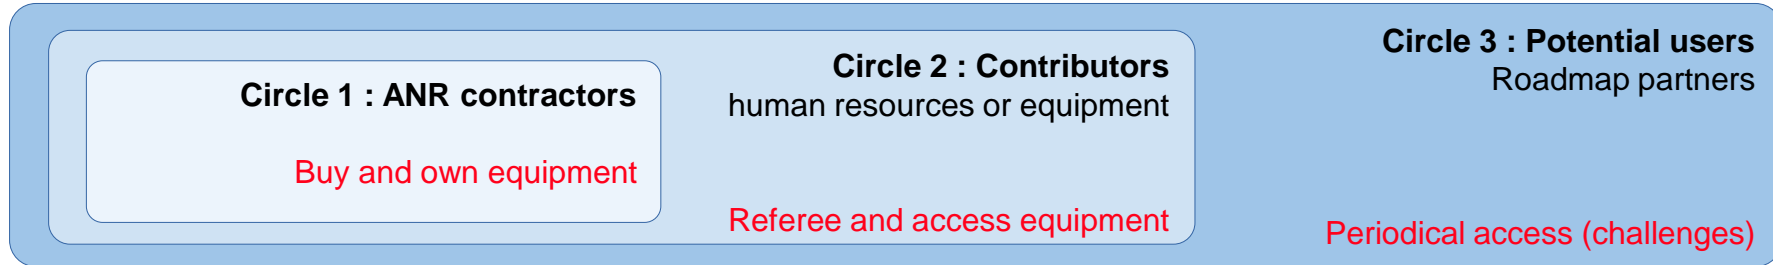 Circle 1 : ANR contractors
Buy and own equipment
Circle 2 : Contributors
human resources or equipment
Referee and access equipment
Circle 3 : Potential users
Roadmap partners
Periodical access (challenges)